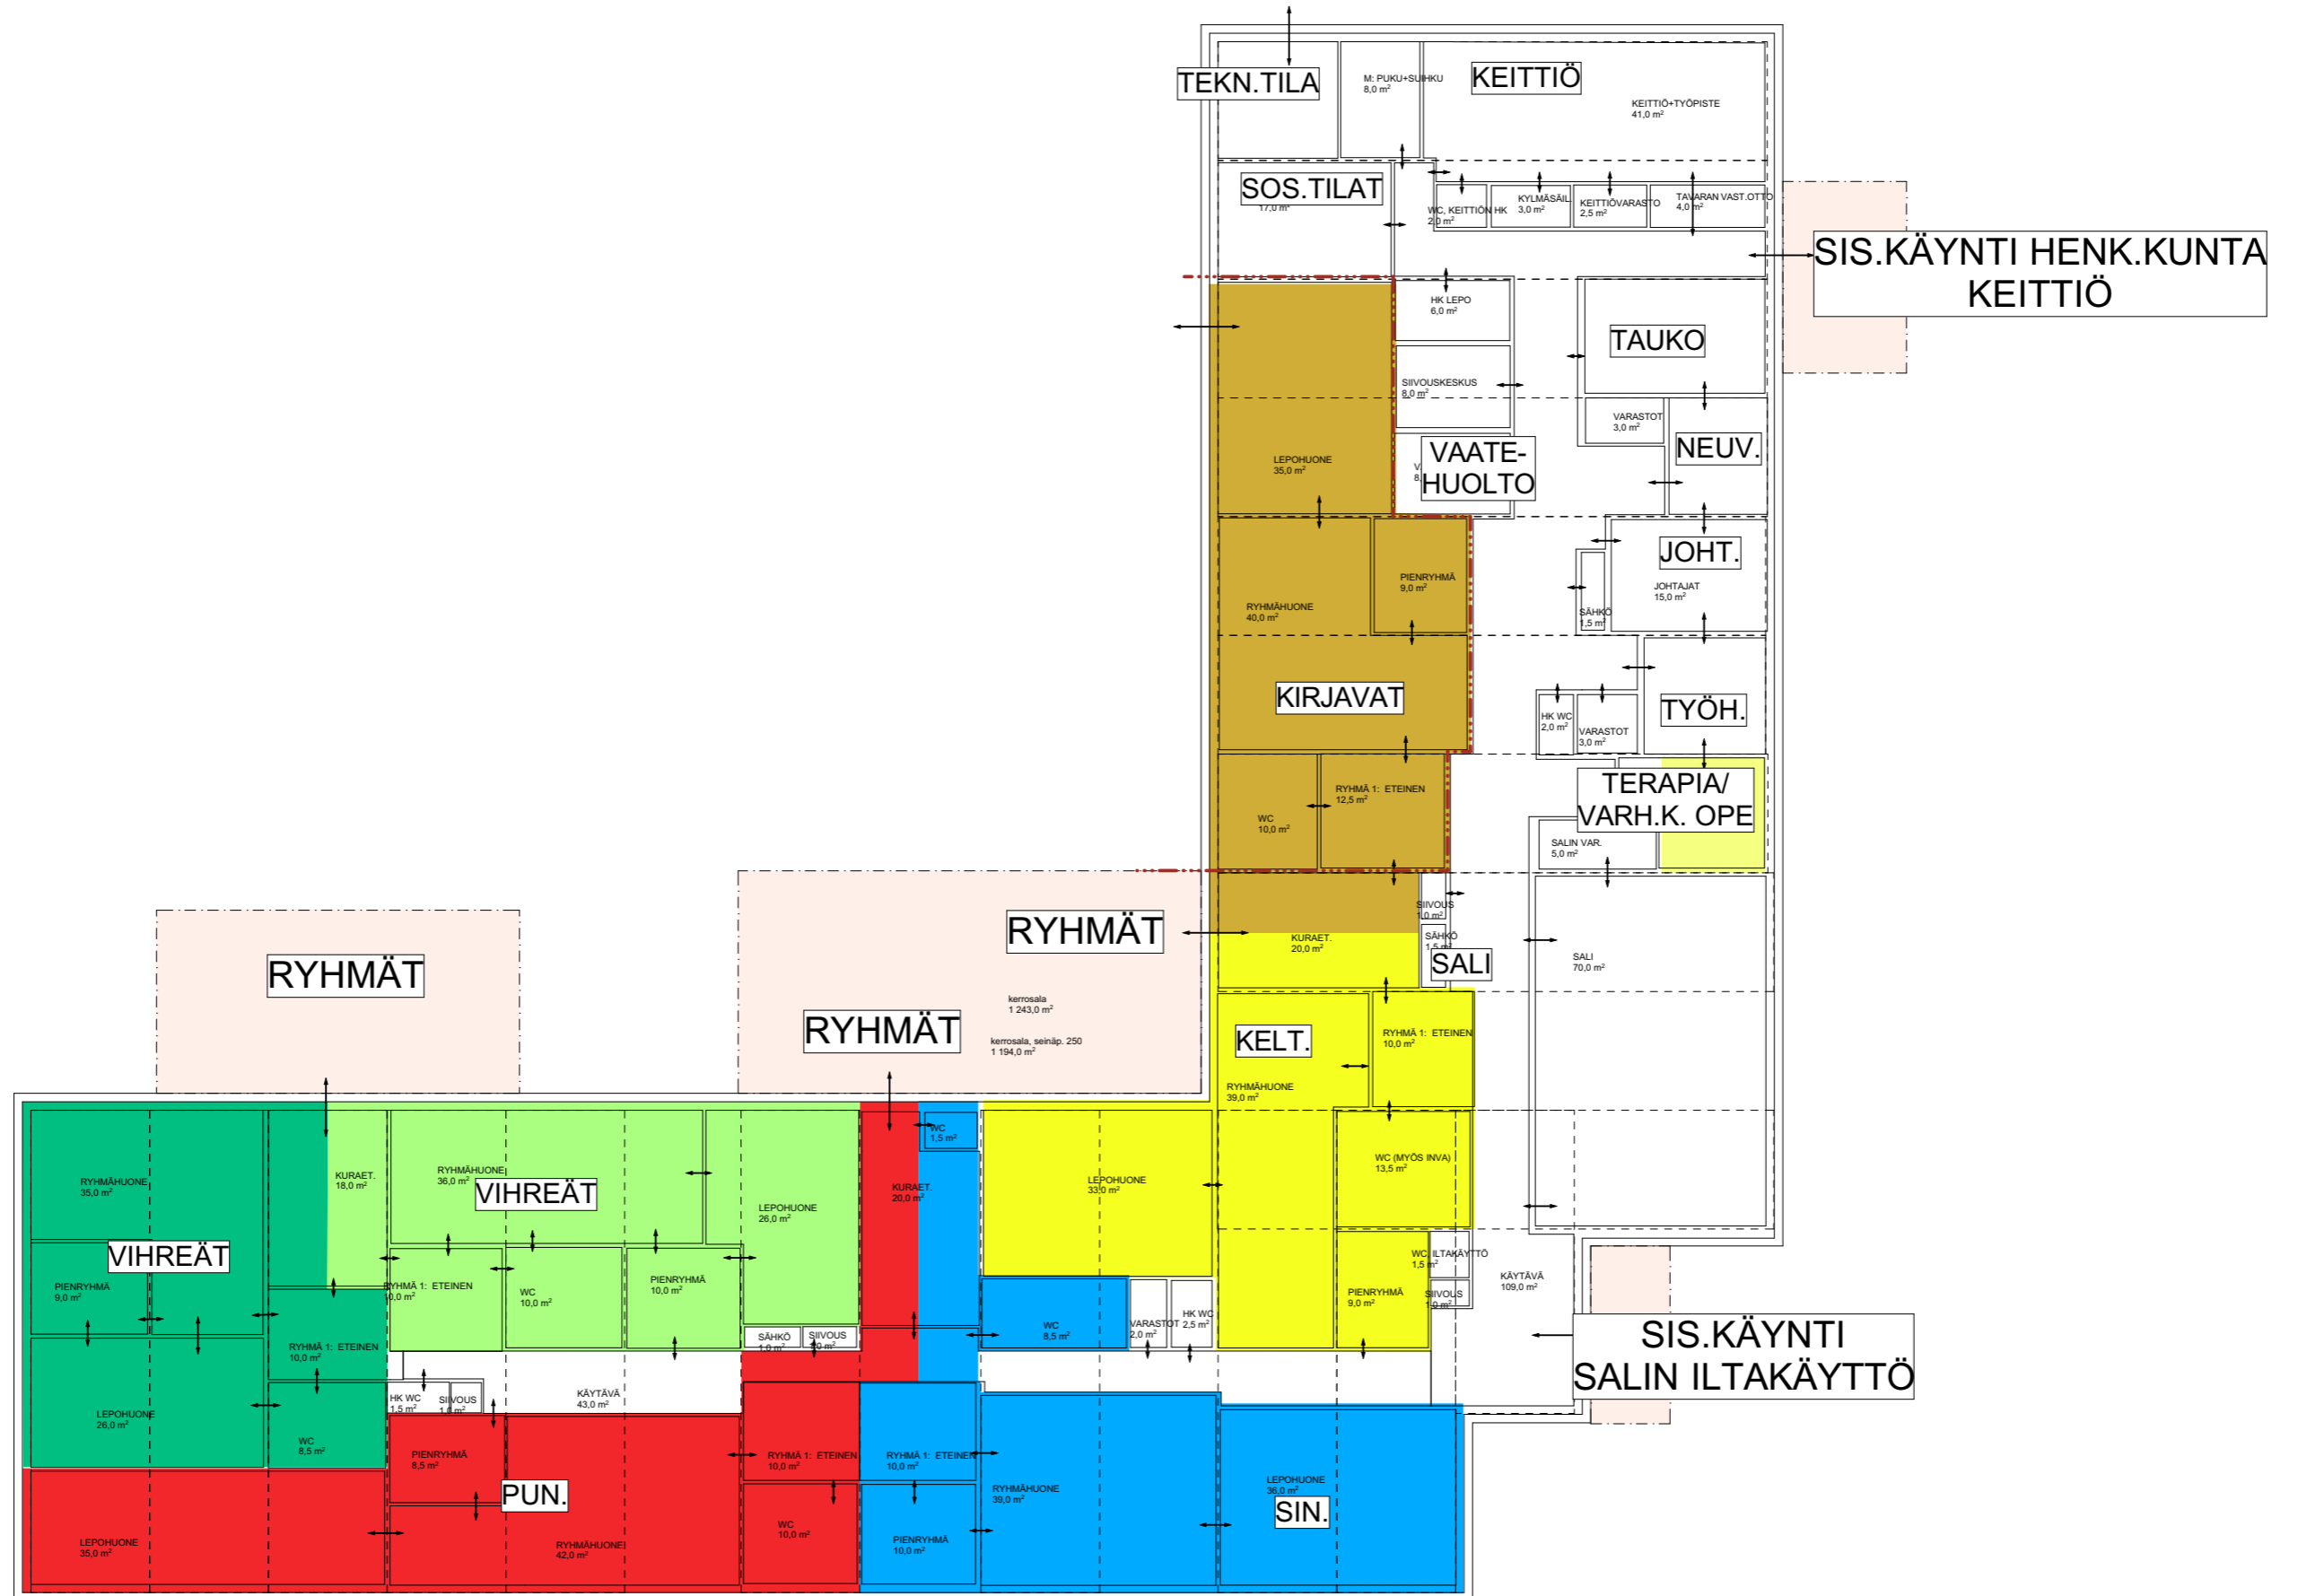 TEKN.TILA
M: PUKU+SUIHKU
8,0 m²
KEITTIÖ
KEITTIÖ+TYÖPISTE
41,0 m²
SOS.TILAT
17,0 m²
WC, KEITTIÖN HK
2,0 m²
KYLMÄSÄIL.
3,0 m²
KEITTIÖVARASTO
2,5 m²
TAVARAN VAST.OTTO
4,0 m²
SIS.KÄYNTI HENK.KUNTA
KEITTIÖ
HK LEPO
6,0 m²
TAUKO
SIIVOUSKESKUS
8,0 m²
VARASTOT
3,0 m²
NEUV.
LEPOHUONE
35,0 m²
VAATE-
HUOLTO
JOHT.
JOHTAJAT
15,0 m²
PIENRYHMÄ
9,0 m²
RYHMÄHUONE
40,0 m²
SÄHKÖ
1,5 m²
KIRJAVAT
HK WC
2,0 m²
VARASTOT
3,0 m²
TYÖH.
TERAPIA/
VARH.K. OPE
RYHMÄ 1: ETEINEN
12,5 m²
WC
10,0 m²
SALIN VAR.
5,0 m²
SIIVOUS
1,0 m²
RYHMÄT
KURAET.
20,0 m²
SÄHKÖ
1,5 m²
SALI
SALI
70,0 m²
RYHMÄT
kerrosala
1 243,0 m²
RYHMÄT
kerrosala, seinäp. 250
1 194,0 m²
KELT.
RYHMÄ 1: ETEINEN
10,0 m²
RYHMÄHUONE
39,0 m²
WC
1,5 m²
WC (MYÖS INVA)
13,5 m²
RYHMÄHUONE
35,0 m²
KURAET.
18,0 m²
RYHMÄHUONE
36,0 m²
VIHREÄT
LEPOHUONE
26,0 m²
KURAET.
20,0 m²
LEPOHUONE
33,0 m²
VIHREÄT
PIENRYHMÄ
9,0 m²
RYHMÄ 1: ETEINEN
10,0 m²
WC
10,0 m²
PIENRYHMÄ
10,0 m²
WC, ILTAKÄYTTÖ
1,5 m²
KÄYTÄVÄ
109,0 m²
PIENRYHMÄ
9,0 m²
SIIVOUS
1,0 m²
RYHMÄ 1: ETEINEN
10,0 m²
SÄHKÖ
1,0 m²
SIIVOUS
1,0 m²
WC
8,5 m²
VARASTOT
2,0 m²
HK WC
2,5 m²
SIS.KÄYNTI
SALIN ILTAKÄYTTÖ
HK WC
1,5 m²
SIIVOUS
1,0 m²
KÄYTÄVÄ
43,0 m²
LEPOHUONE
26,0 m²
WC
8,5 m²
PIENRYHMÄ
8,5 m²
RYHMÄ 1: ETEINEN
10,0 m²
RYHMÄ 1: ETEINEN
10,0 m²
RYHMÄHUONE
39,0 m²
LEPOHUONE
36,0 m²
SIN.
PUN.
LEPOHUONE
35,0 m²
RYHMÄHUONE
42,0 m²
WC
10,0 m²
PIENRYHMÄ
10,0 m²